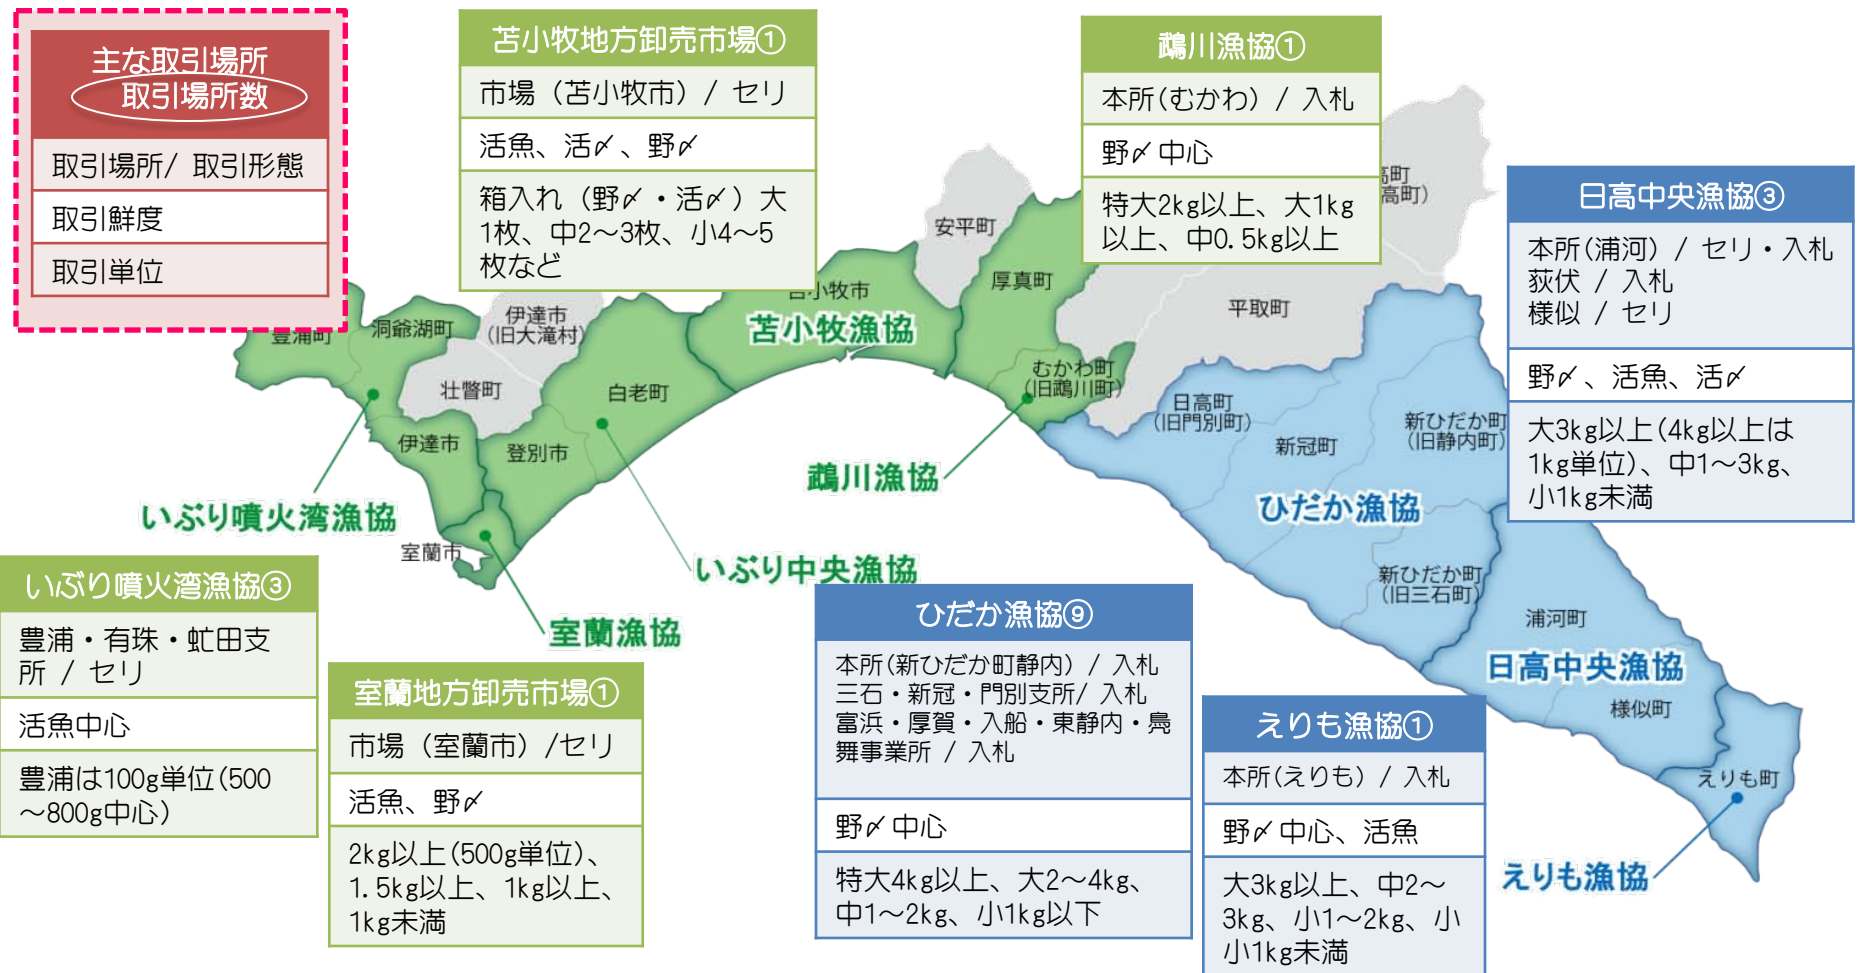 主な取引場所
取引場所数
取引場所/ 取引形態
取引鮮度
取引単位
苫小牧地方卸売市場①
市場（苫小牧市）/ セリ
活魚、活〆、野〆
箱入れ（野〆・活〆）大
1枚、中2～3枚、小4～5
枚など
鵡川漁協①
本所(むかわ) / 入札
野〆中心
特大2kg以上、大1kg
以上、中0.5kg以上
日高中央漁協③
本所(浦河) / セリ・入札
荻伏 / 入札
様似 / セリ
野〆、活魚、活〆
大3kg以上(4kg以上は
1kg単位)、中1～3kg、
小1kg未満
高町)
安平町
厚真町
苫小牧市
苫小牧漁協
平取町
伊達市
(旧大滝村)
豊浦町
洞爺湖町
壮瞥町
白老町
むかわ町
(旧鵡川町)
日高町
(旧門別町)
新ひだか町
(旧静内町)
新冠町
伊達市
登別市
鵡川漁協
ひだか漁協
いぶり噴火湾漁協
室蘭市
いぶり中央漁協
新ひだか町
(旧三石町)
浦河町
室蘭漁協
日高中央漁協
様似町
えりも町
えりも漁協
いぶり噴火湾漁協③
豊浦・有珠・虻田支
所 / セリ
活魚中心
豊浦は100g単位(500
～800g中心)
室蘭地方卸売市場①
市場（室蘭市）/セリ
活魚、野〆
2kg以上(500g単位)、
1.5kg以上、1kg以上、
1kg未満
ひだか漁協⑨
本所(新ひだか町静内) / 入札
三石・新冠・門別支所/ 入札
富浜・厚賀・入船・東静内・鳧
舞事業所 / 入札
野〆中心
特大4kg以上、大2～4kg、
中1～2kg、小1kg以下
えりも漁協①
本所(えりも) / 入札
野〆中心、活魚
大3kg以上、中2～
3kg、小1～2kg、小
小1kg未満